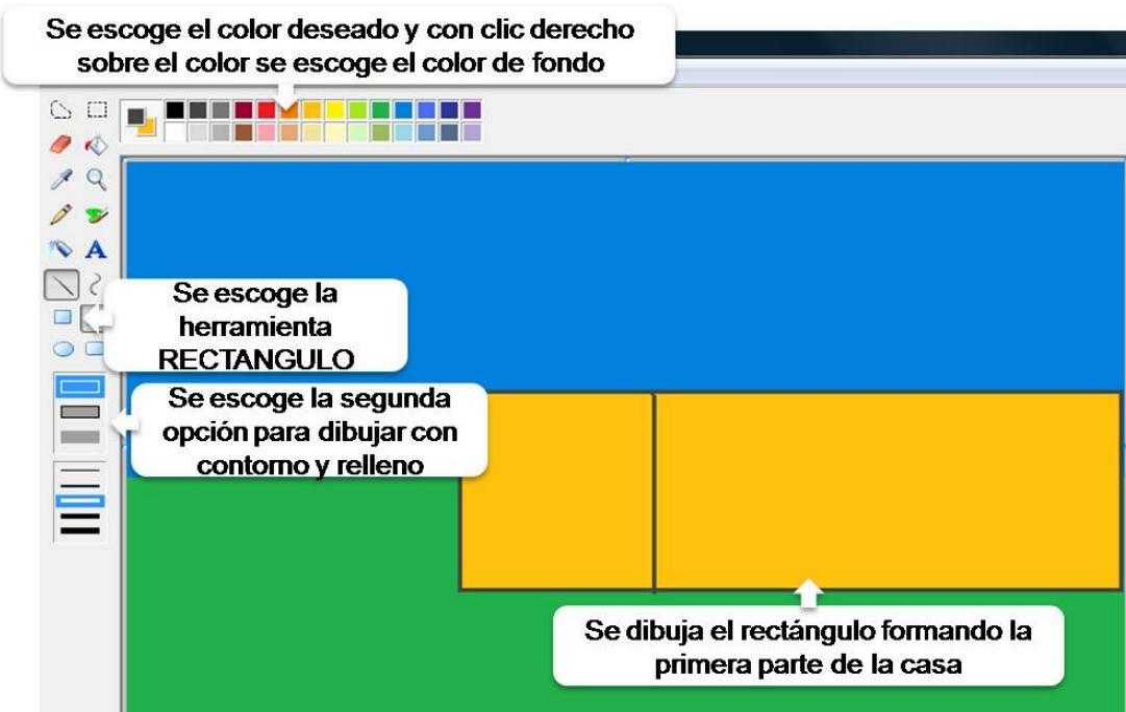 Se escoge el color deseado y con clic derecho
sobre el color se escoge el color de fondo
A
Se escoge la
herramienta
RECTANGULO
Se escoge la segunda
opción para dibujar con
contorno y relleno
Se dibuja el rectángulo formando la
primera parte de la casa